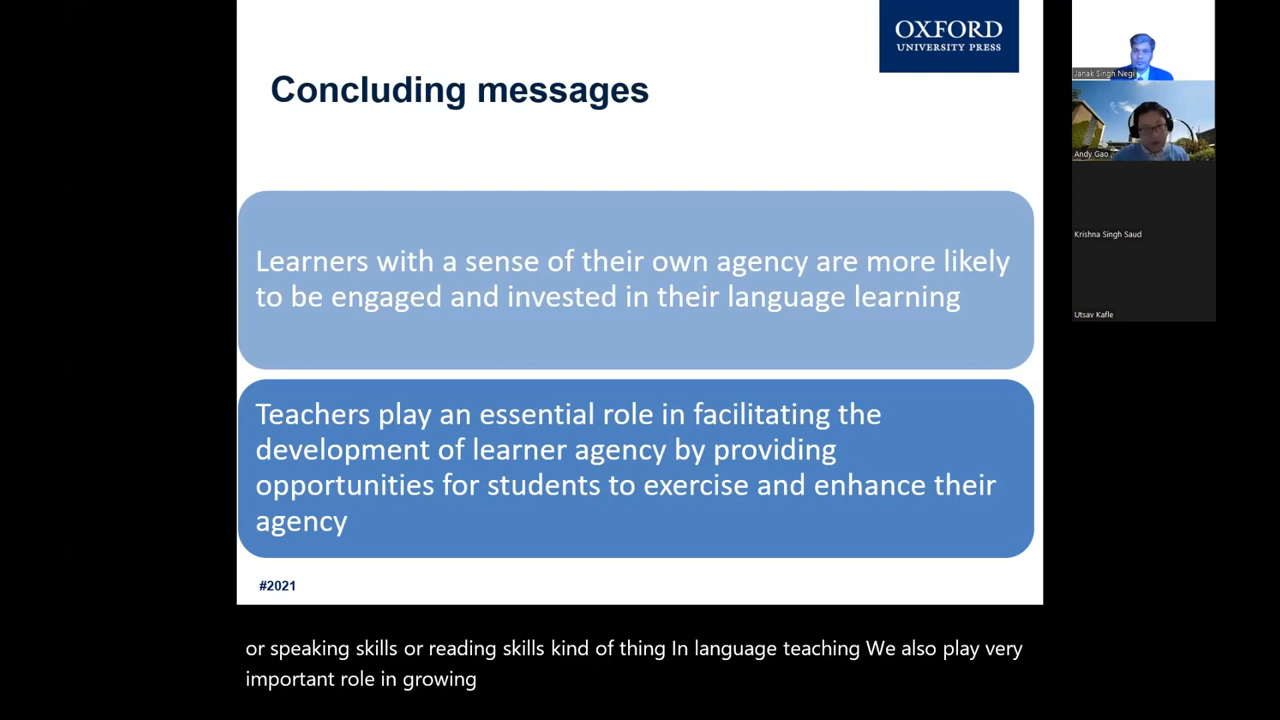 OXFORD
UNIVERSITY PRESS
Concluding messages
Learners with a sense of their own agency are more likely
to be engaged and invested in their language learning
Teachers play an essential role in facilitating the
development of learner agency by providing
opportunities for students to exercise and enhance their
agency
#2021
or speaking skills or reading skills kind of thing In language teaching We also play very
important role in growing
Janak Singh Negi
Andy Gao
Krishna Singh Saud
Utsav Kafle